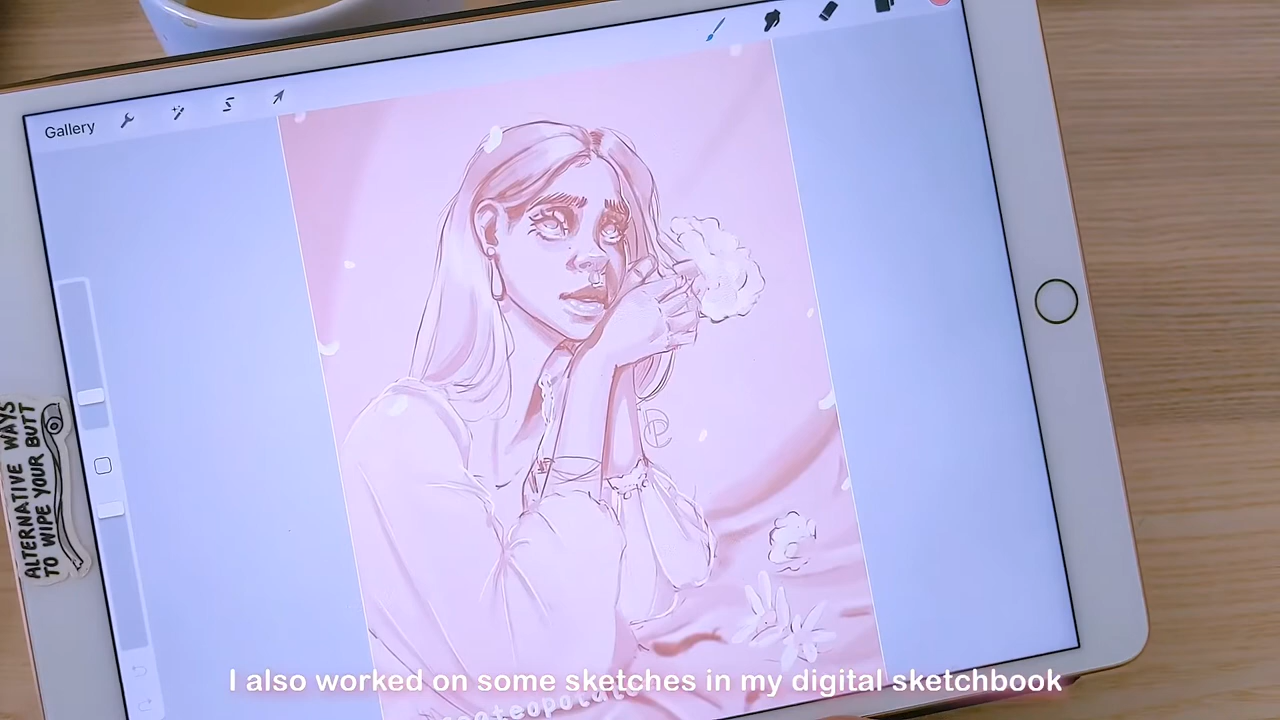 Gallery
ALTERNATIVE WAYS
TO WIPE YOUR BUTT
I also worked on some sketches in my digital sketchbook